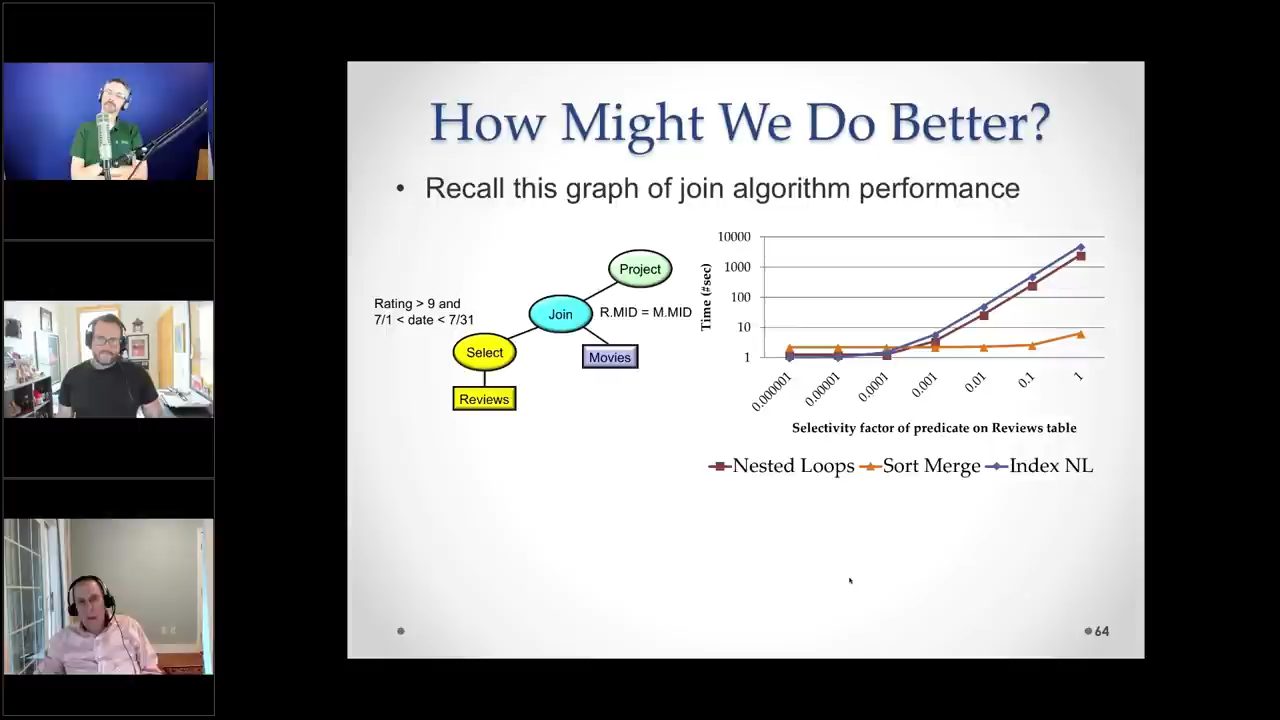 How Might We Do Better?
• Recall this graph of join algorithm performance
Project
Rating > 9 and
7/1 < date < 7/31
Join
R.MID = M.MID
Select
Movies
Reviews
Time (#sec)
10000
1000
100
10
1
0.000001
0.00001
0.0001
0.001
0.01
0.1
1
Selectivity factor of predicate on Reviews table
Nested Loops
Sort Merge
Index NL
64